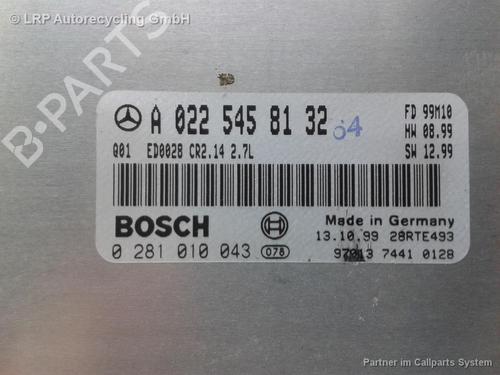 © LRP Autorecycling GmbH
B-PARTS
A 022 545 81 32 64
FD 99M10
HW 08.99
Q01 ED0028 CR2.14 2.7L
SW 12.99
BOSCH
Made in Germany
0 281 010 043 078
13.10.99 28RTE493
7441 0128
Partner im Callparts System